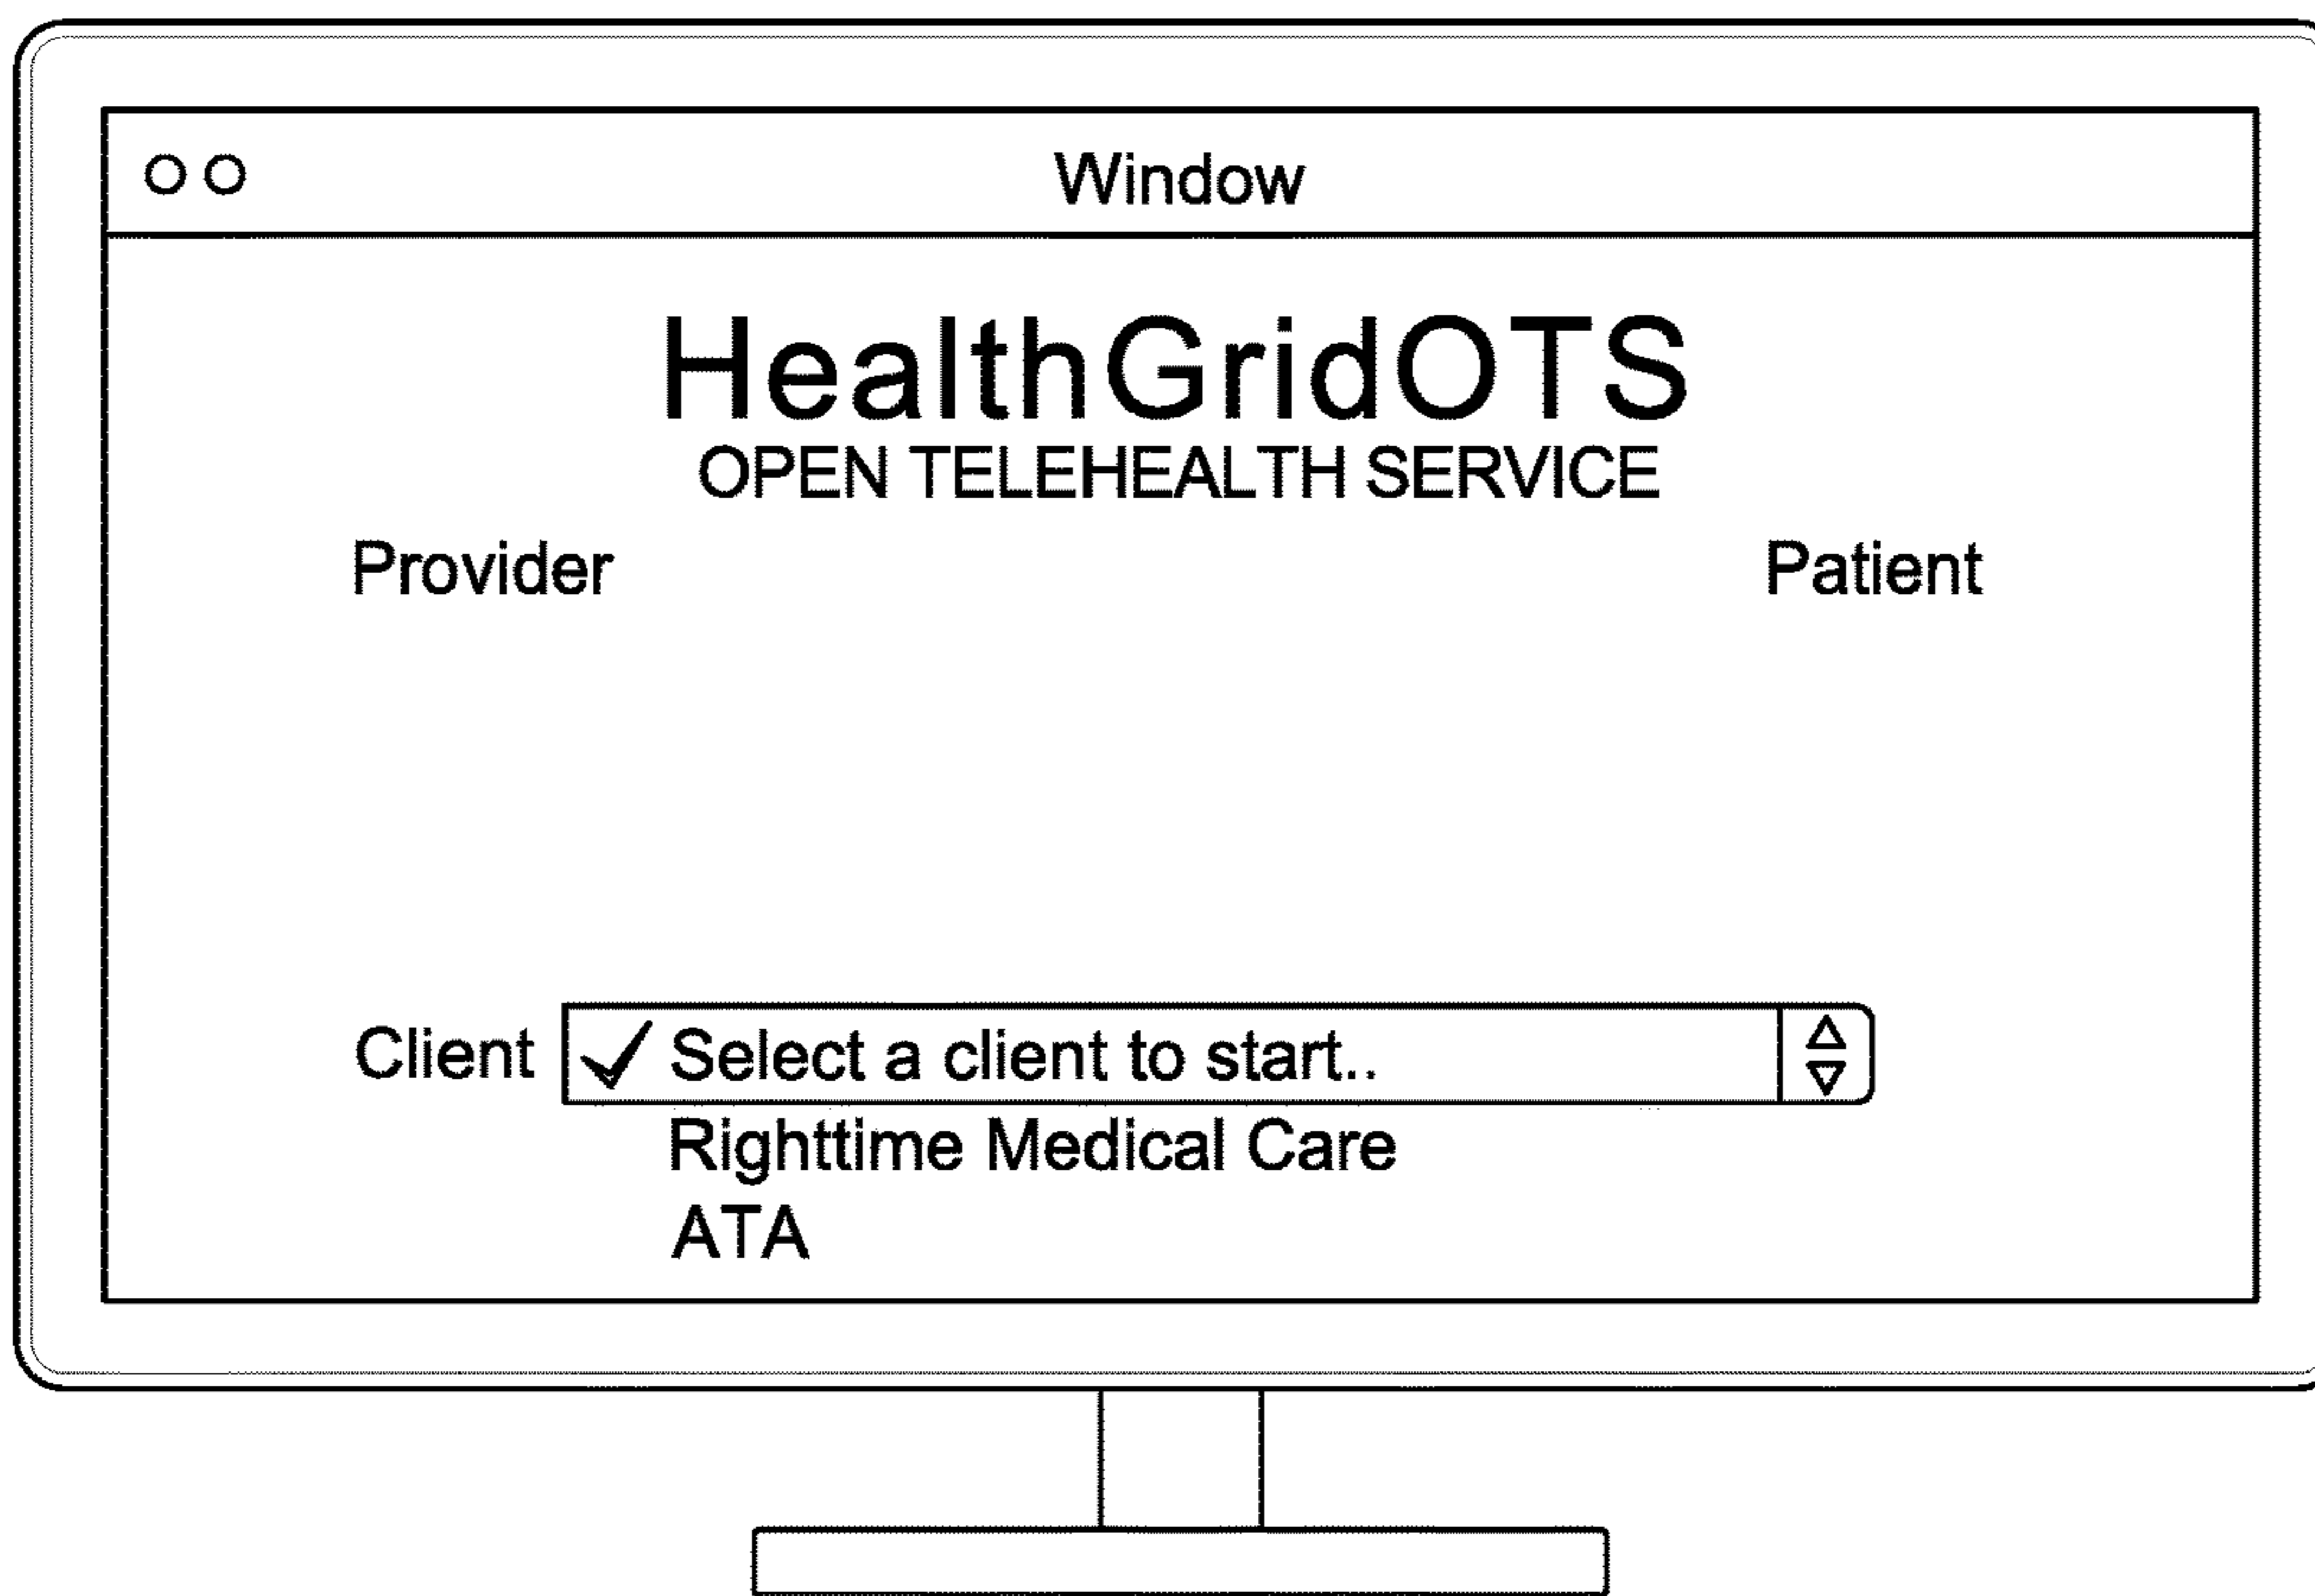 Window
HealthGridOTS
OPEN TELEHEALTH SERVICE
Provider Patient
Client Select a client to start..
Righttime Medical Care
ATA